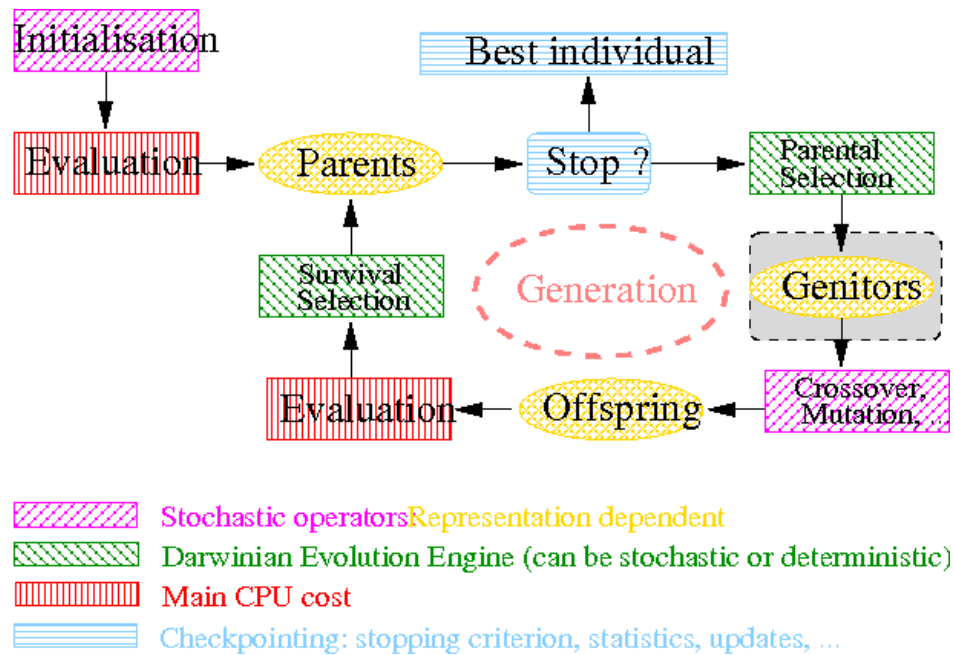 Initialisation
Best individual
Evaluation
Parents
Stop ?
Parental
Selection
Survival
Selection
Generation
Genitors
Evaluation
Offspring
Crossover,
Mutation, ...
Stochastic operators: Representation dependent
Darwinian Evolution Engine (can be stochastic or deterministic)
Main CPU cost
Checkpointing: stopping criterion, statistics, updates, ...